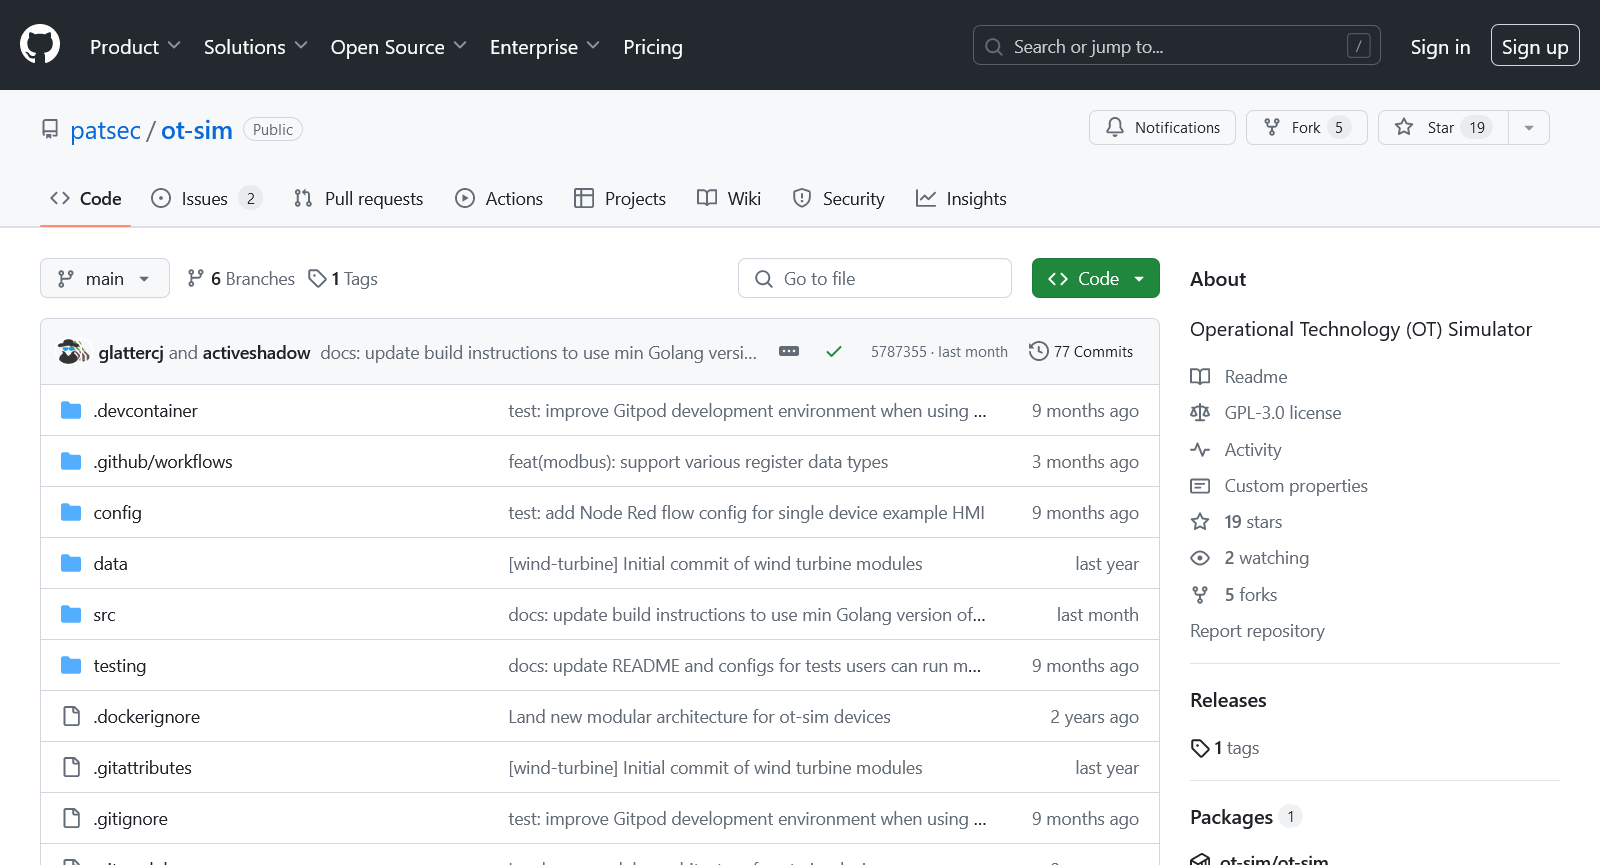 Product Solutions Open Source Enterprise Pricing Search or jump to... / Sign in Sign up
patsec / ot-sim Public Notifications Fork 5 Star 19
Code Issues 2 Pull requests Actions Projects Wiki Security Insights
main 6 Branches 1 Tags Go to file Code
glattercj and activeshadow docs: update build instructions to use min Golang versi... 5787355 · last month 77 Commits
.devcontainer test: improve Gitpod development environment when using ... 9 months ago
.github/workflows feat(modbus): support various register data types 3 months ago
config test: add Node Red flow config for single device example HMI 9 months ago
data [wind-turbine] Initial commit of wind turbine modules last year
src docs: update build instructions to use min Golang version of... last month
testing docs: update README and configs for tests users can run m... 9 months ago
.dockerignore Land new modular architecture for ot-sim devices 2 years ago
.gitattributes [wind-turbine] Initial commit of wind turbine modules last year
.gitignore test: improve Gitpod development environment when using ... 9 months ago
About
Operational Technology (OT) Simulator
Readme
GPL-3.0 license
Activity
Custom properties
19 stars
2 watching
5 forks
Report repository
Releases
1 tags
Packages 1
ot-sim/ot-sim